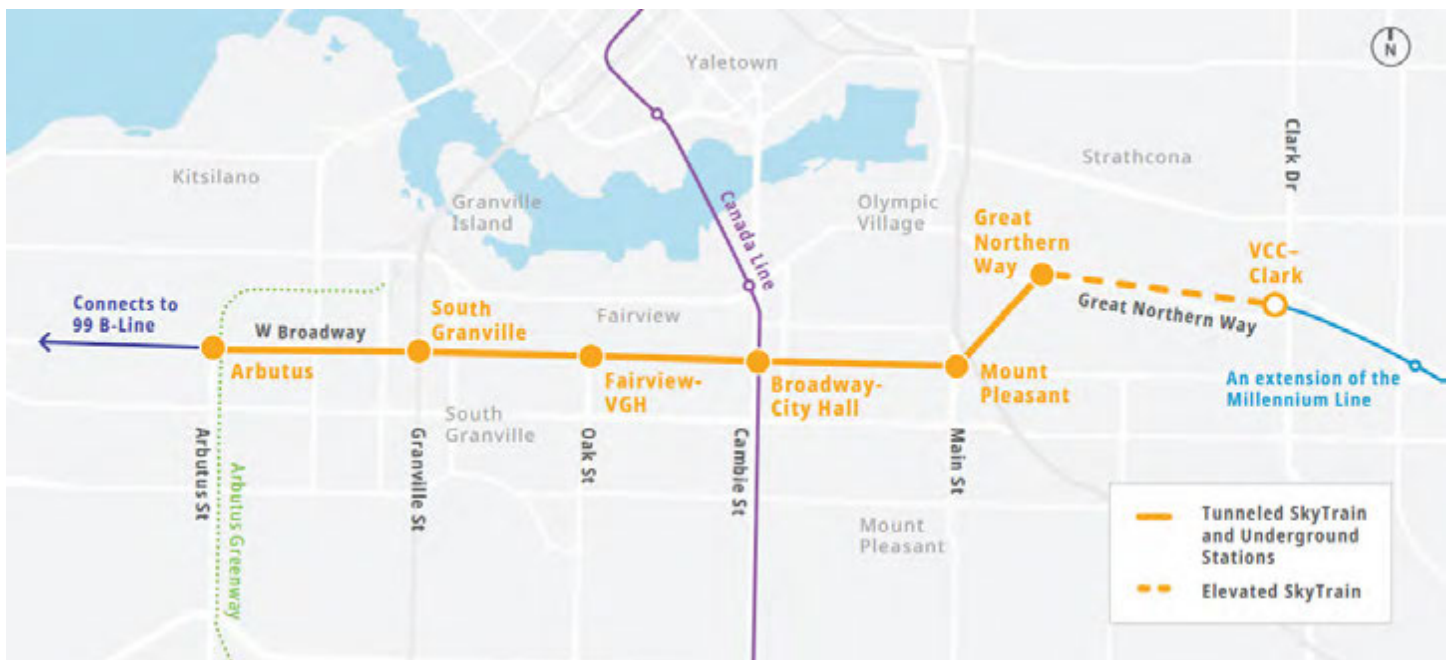 N
Yaletown
Clark Dr
Strathcona
Kitsilano
Granville
Island
Canada Line
Olympic
Village
Great
Northern
Way
VCC–
Clark
Great Northern Way
Connects to
99 B-Line
W Broadway
South
Granville
Fairview
Arbutus
Fairview-
VGH
Broadway-
City Hall
Mount
Pleasant
An extension of the
Millennium Line
South
Granville
Arbutus St
Arbutus Greenway
Granville St
Oak St
Cambie St
Main St
Mount
Pleasant
Tunneled SkyTrain
and Underground
Stations
Elevated SkyTrain